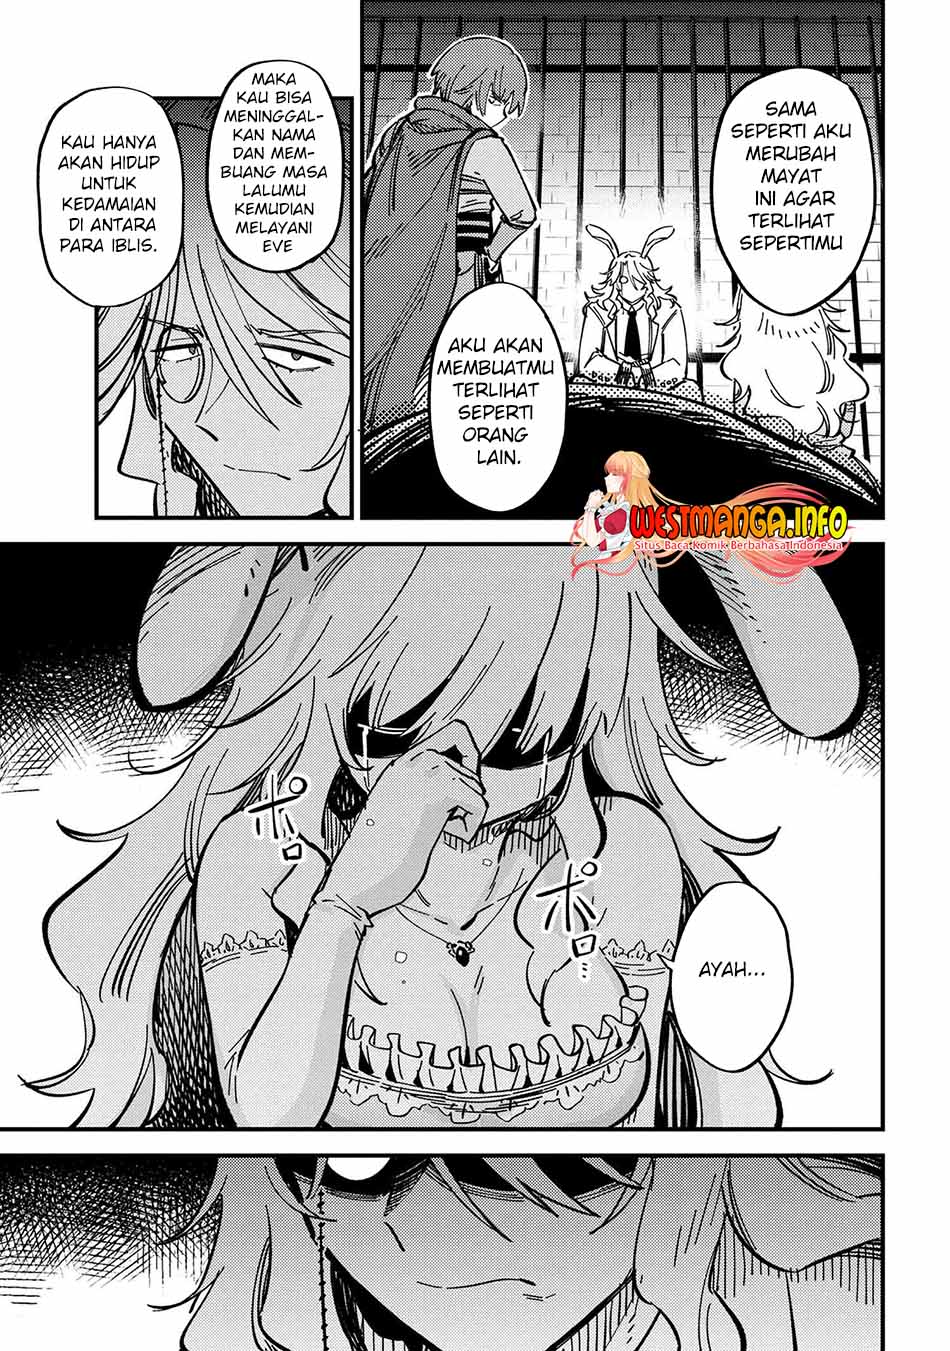 SAMA
SEPERTI AKU
MERUBAH
MAYAT
INI AGAR
TERLIHAT
SEPERTIMU
AKU AKAN
MEMBUATMU
TERLIHAT
SEPERTI
ORANG
LAIN.
WESTMANGA.INFO
Situs Baca Komik Berbahasa Indonesia
MAKA
KAU BISA
MENINGGAL-
KAN NAMA
DAN MEM-
BUANG MASA
LALUMU
KEMUDIAN
MELAYANI
EVE
KAU HANYA
AKAN HIDUP
UNTUK
KEDAMAIAN
DI ANTARA
PARA IBLIS.
ポロ
ポロ
AYAH...